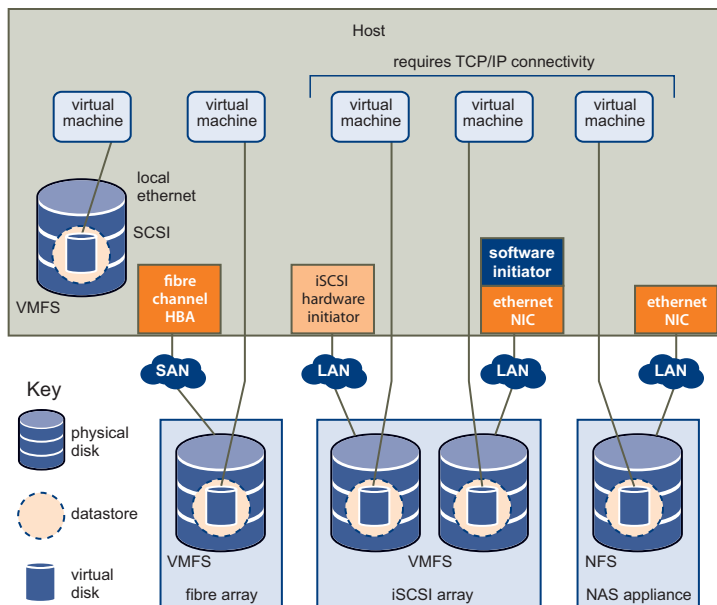 Host
requires TCP/IP connectivity
virtual
machine
virtual
machine
virtual
machine
virtual
machine
virtual
machine
local
ethernet
SCSI
VMFS
fibre
channel
HBA
iSCSI
hardware
initiator
software
initiator
ethernet
NIC
ethernet
NIC
SAN
LAN
LAN
LAN
Key
physical
disk
datastore
virtual
disk
VMFS
fibre array
VMFS
iSCSI array
NFS
NAS appliance